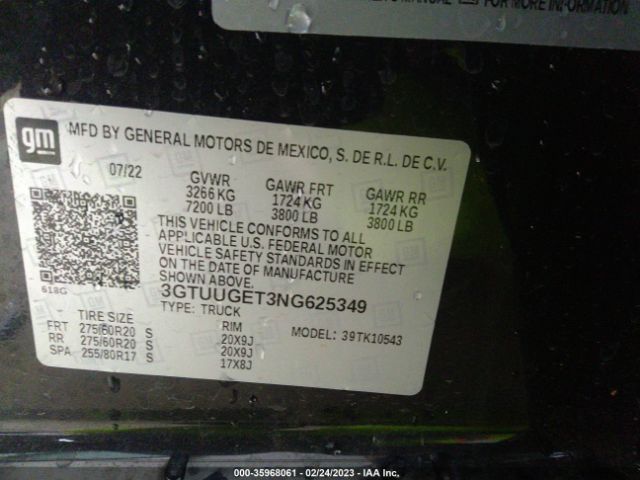 MANUAL FOR MORE INFORMATION
gm
MFD BY GENERAL MOTORS DE MEXICO, S. DE R.L. DE C.V.
07/22
GVWR GAWR FRT GAWR RR
3266 KG 1724 KG 1724 KG
7200 LB 3800 LB 3800 LB
THIS VEHICLE CONFORMS TO ALL
APPLICABLE U.S. FEDERAL MOTOR
VEHICLE SAFETY STANDARDS IN EFFECT
ON THE DATE OF MANUFACTURE
SHOWN ABOVE.
618G
3GTUUGET3NG625349
TYPE: TRUCK
TIRE SIZE RIM MODEL: 39TK10543
FRT 275/60R20 S 20X9J
RR 275/60R20 S 20X9J
SPA 255/80R17 S 17X8J
000-35968061 - 02/24/2023 - IAA Inc.